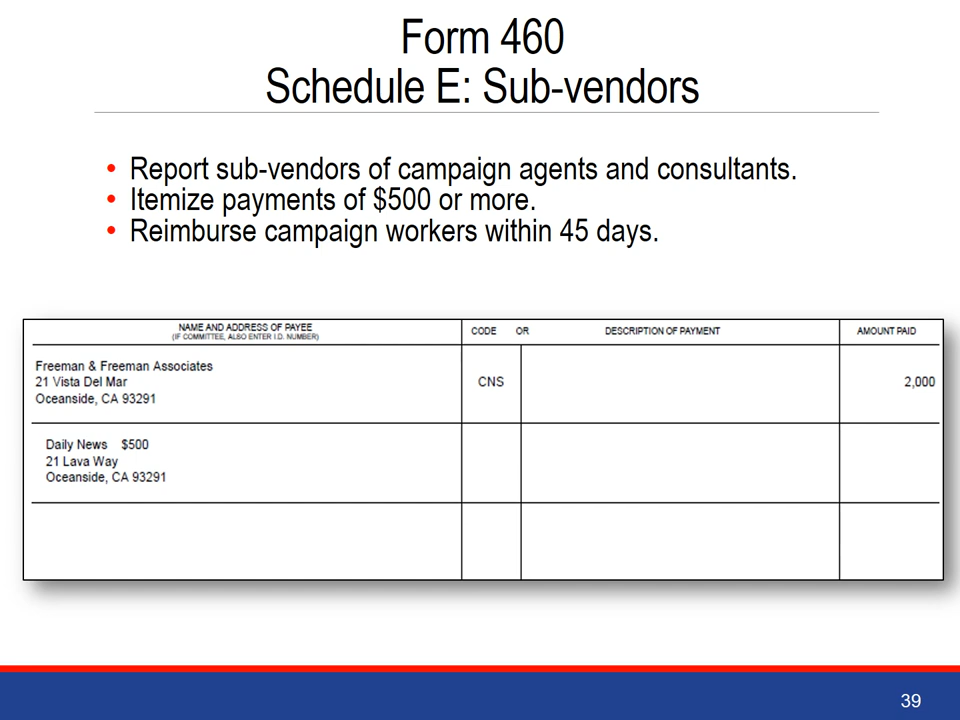 Form 460
Schedule E: Sub-vendors
• Report sub-vendors of campaign agents and consultants.
• Itemize payments of $500 or more.
• Reimburse campaign workers within 45 days.
NAME AND ADDRESS OF PAYEE CODE OR DESCRIPTION OF PAYMENT AMOUNT PAID
(IF COMMITTEE, ALSO ENTER I.D. NUMBER)
Freeman & Freeman Associates
21 Vista Del Mar CNS 2,000
Oceanside, CA 93291
Daily News $500
21 Lava Way
Oceanside, CA 93291
39